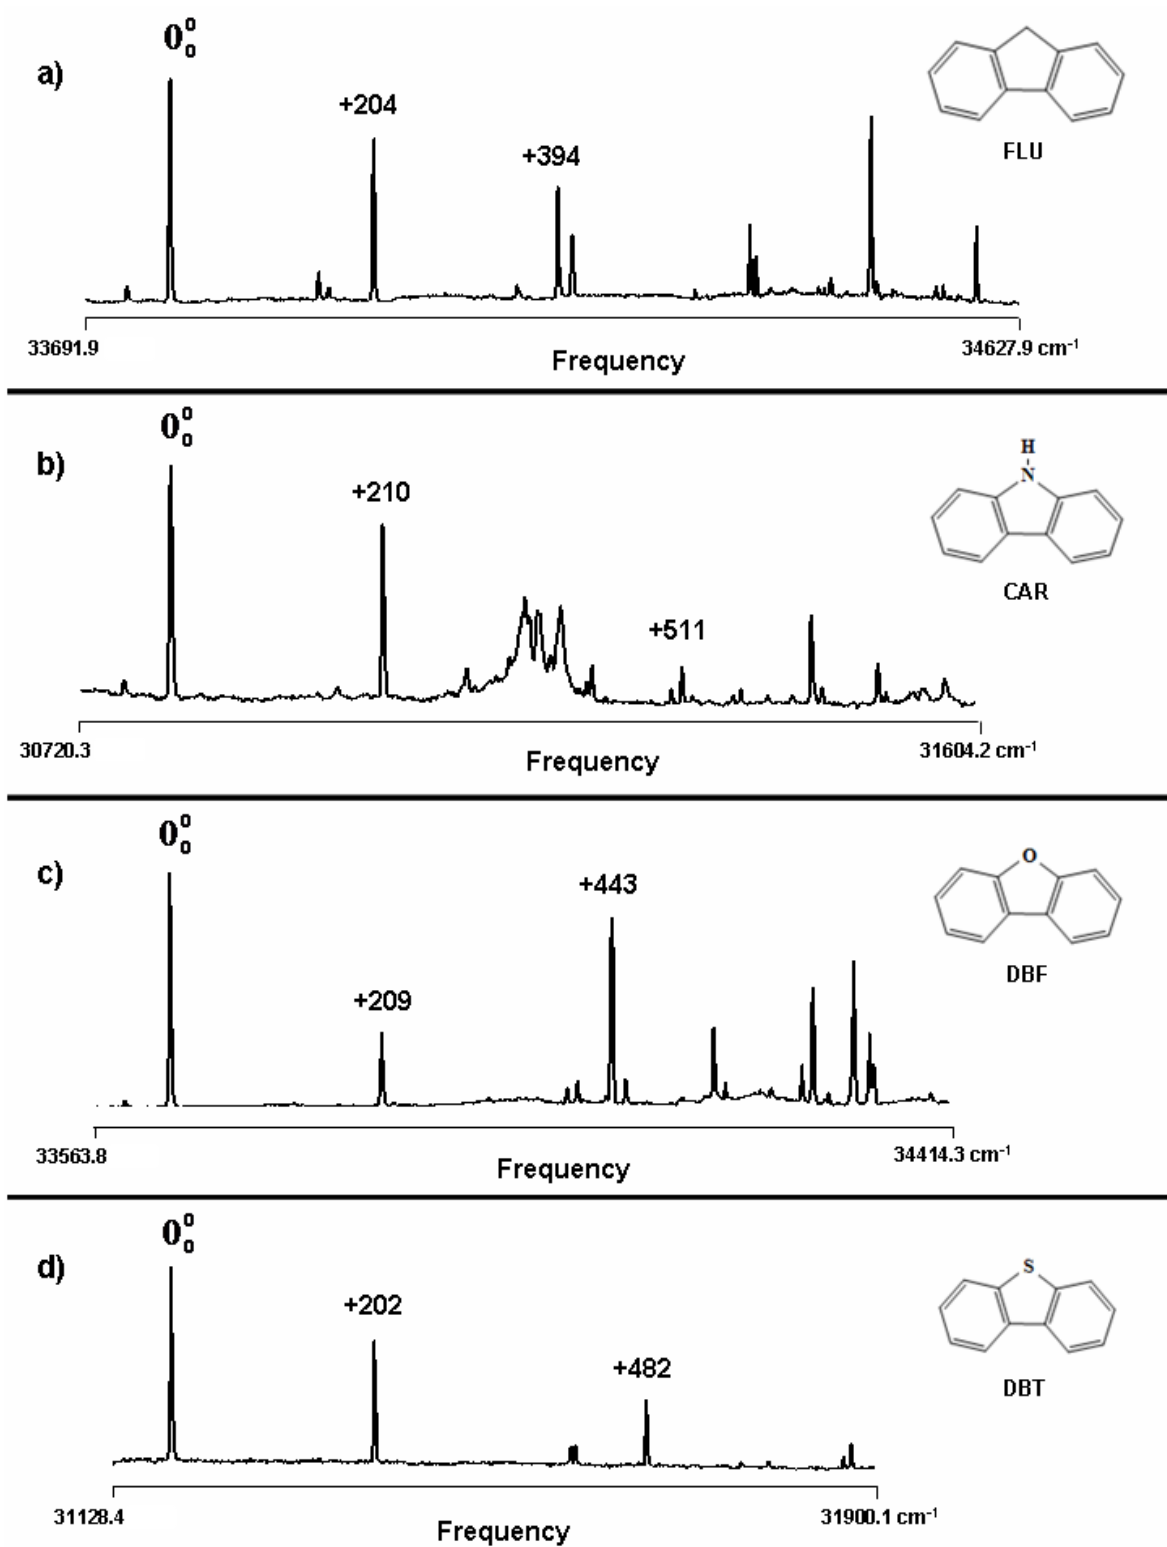 0⁰₀
a)
+204
+394
FLU
33691.9
Frequency
34627.9 cm⁻¹
0⁰₀
b)
+210
+511
H
N
CAR
30720.3
Frequency
31604.2 cm⁻¹
0⁰₀
c)
+209
+443
O
DBF
33563.8
Frequency
34414.3 cm⁻¹
0⁰₀
d)
+202
+482
S
DBT
31128.4
Frequency
31900.1 cm⁻¹